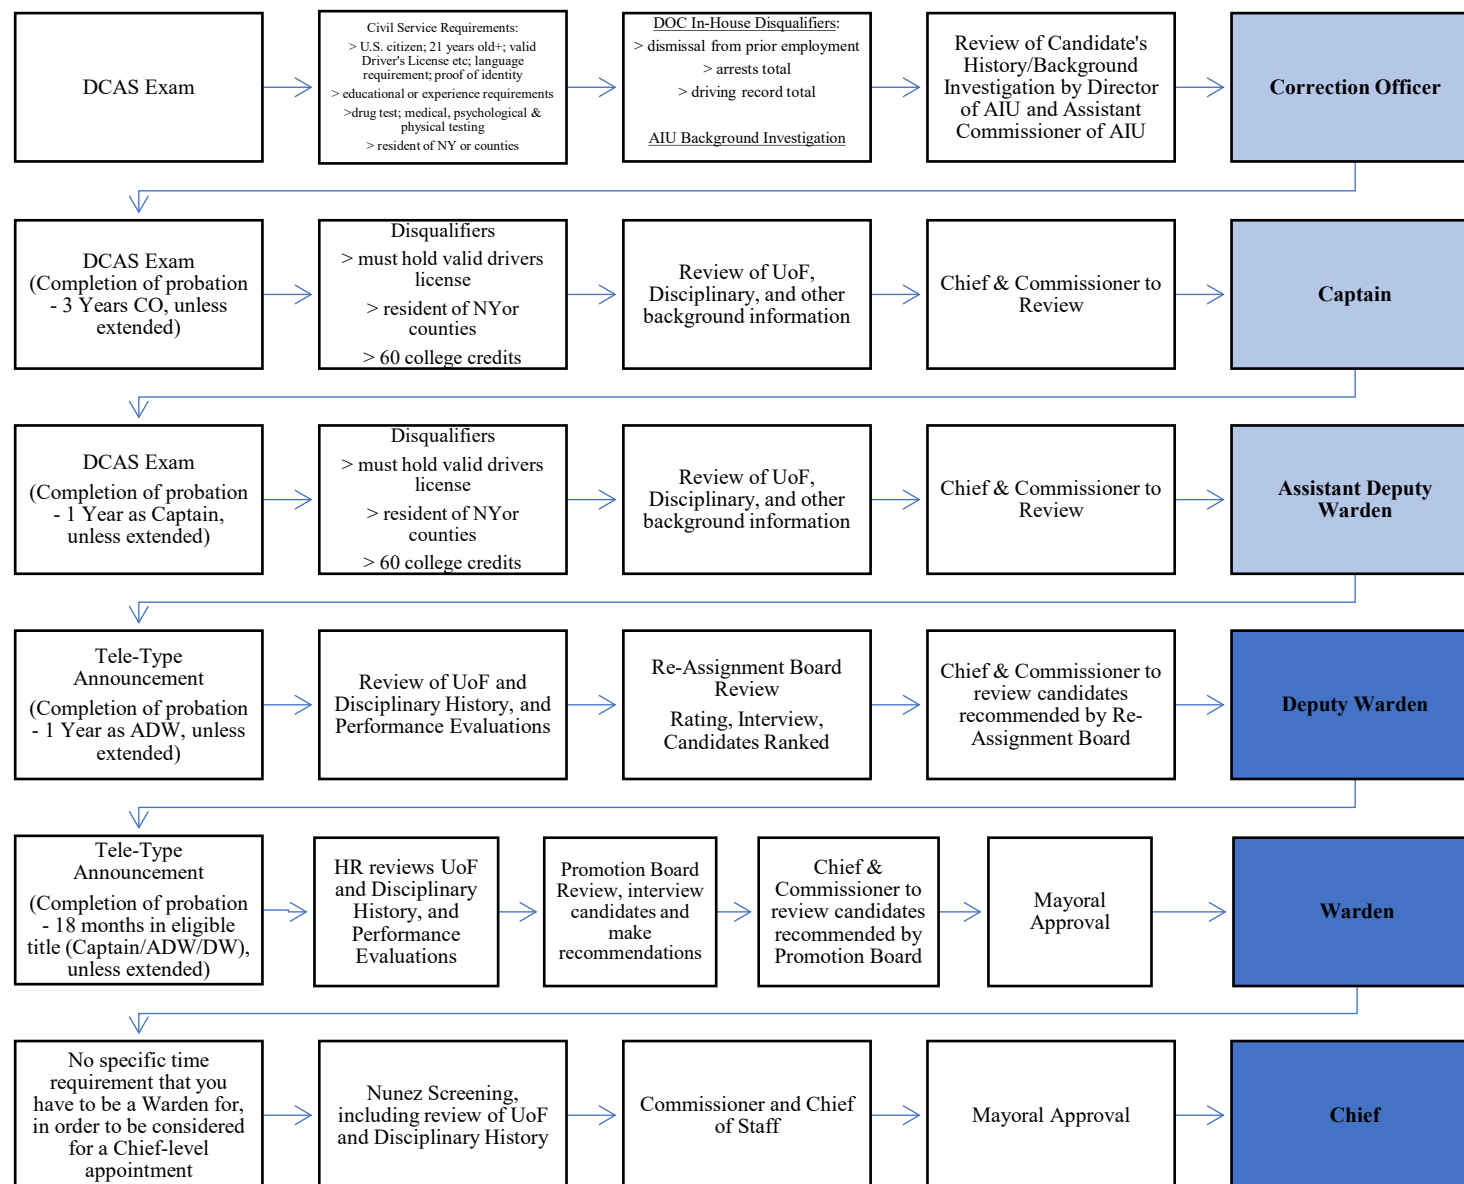 DCAS Exam
Civil Service Requirements:
> U.S. citizen; 21 years old+; valid
Driver's License etc; language
requirement; proof of identity
> educational or experience requirements
>drug test; medical, psychological &
physical testing
> resident of NY or counties
DOC In-House Disqualifiers:
> dismissal from prior employment
> arrests total
> driving record total
AIU Background Investigation
Review of Candidate's
History/Background
Investigation by Director
of AIU and Assistant
Commissioner of AIU
Correction Officer
DCAS Exam
(Completion of probation
- 3 Years CO, unless
extended)
Disqualifiers
> must hold valid drivers
license
> resident of NYor
counties
> 60 college credits
Review of UoF,
Disciplinary, and other
background information
Chief & Commissioner to
Review
Captain
DCAS Exam
(Completion of probation
- 1 Year as Captain,
unless extended)
Disqualifiers
> must hold valid drivers
license
> resident of NYor
counties
> 60 college credits
Review of UoF,
Disciplinary, and other
background information
Chief & Commissioner to
Review
Assistant Deputy
Warden
Tele-Type
Announcement
(Completion of probation
- 1 Year as ADW, unless
extended)
Review of UoF and
Disciplinary History, and
Performance Evaluations
Re-Assignment Board
Review
Rating, Interview,
Candidates Ranked
Chief & Commissioner to
review candidates
recommended by Re-
Assignment Board
Deputy Warden
Tele-Type
Announcement
(Completion of probation
- 18 months in eligible
title (Captain/ADW/DW),
unless extended)
HR reviews UoF
and Disciplinary
History, and
Performance
Evaluations
Promotion Board
Review, interview
candidates and
make
recommendations
Chief &
Commissioner to
review candidates
recommended by
Promotion Board
Mayoral
Approval
Warden
No specific time
requirement that you
have to be a Warden for,
in order to be considered
for a Chief-level
appointment
Nunez Screening,
including review of UoF
and Disciplinary History
Commissioner and Chief
of Staff
Mayoral Approval
Chief